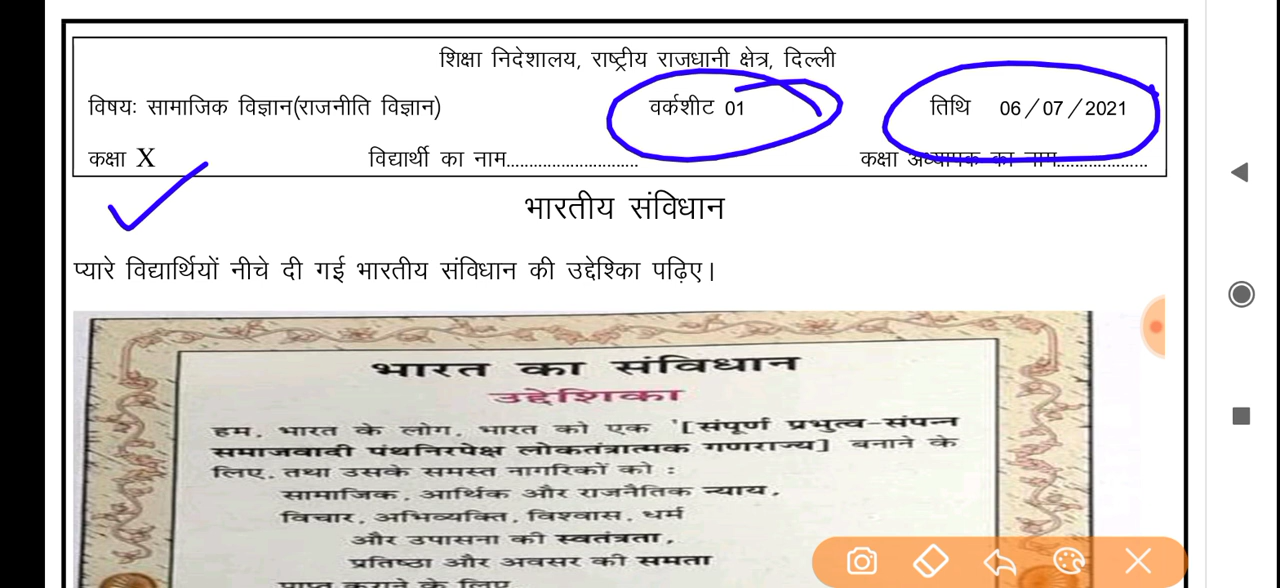 शिक्षा निदेशालय, राष्ट्रीय राजधानी क्षेत्र, दिल्ली
विषयः सामाजिक विज्ञान(राजनीति विज्ञान) वर्कशीट 01 तिथि 06/07/2021
कक्षा X विद्यार्थी का नाम............................ कक्षा अध्यापक का नाम....................
भारतीय संविधान
प्यारे विद्यार्थियों नीचे दी गई भारतीय संविधान की उद्देश्िका पढ़िए।
भारत का संविधान
उद्देशिका
हम, भारत के लोग, भारत को एक '[संपूर्ण प्रभुत्व-संपन्न
समाजवादी पंथनिरपेक्ष लोकतंत्रात्मक गणराज्य] बनाने के
लिए, तथा उसके समस्त नागरिकों को :
सामाजिक, आर्थिक और राजनैतिक न्याय,
विचार, अभिव्यक्ति, विश्वास, धर्म
और उपासना की स्वतंत्रता,
प्रतिष्ठा और अवसर की समता
प्राप्त कराने के लिए